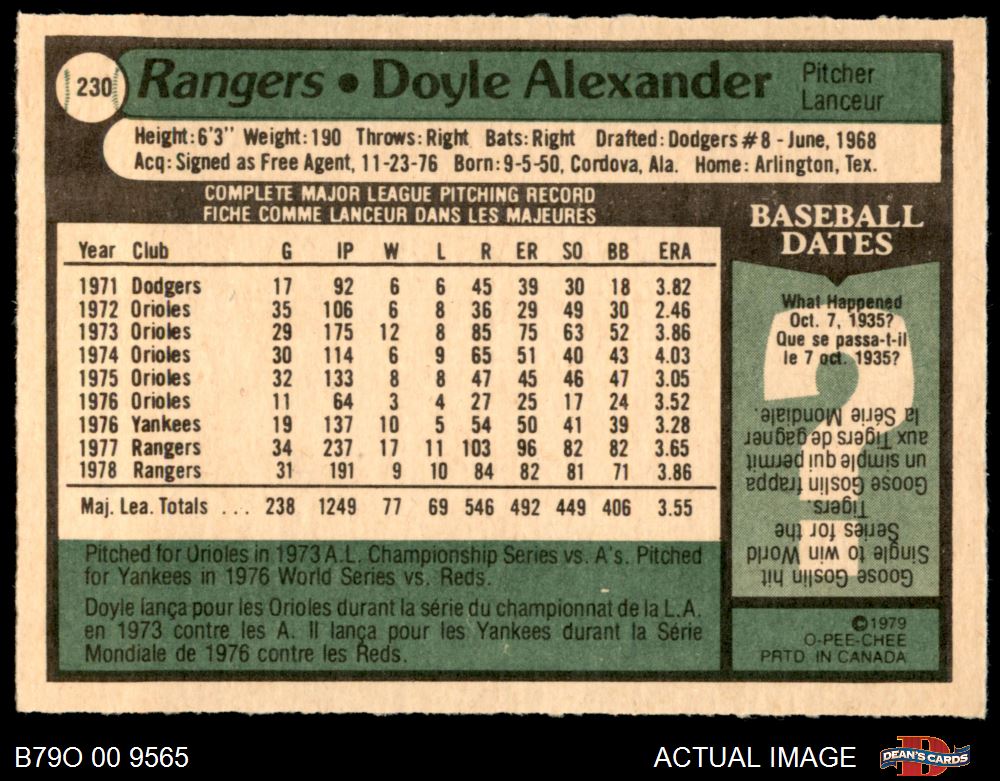 230
Rangers • Doyle Alexander
Pitcher
Lanceur
Height: 6'3" Weight: 190 Throws: Right Bats: Right Drafted: Dodgers #8 - June, 1968
Acq: Signed as Free Agent, 11-23-76 Born: 9-5-50, Cordova, Ala. Home: Arlington, Tex.
COMPLETE MAJOR LEAGUE PITCHING RECORD
FICHE COMME LANCEUR DANS LES MAJEURES
Year Club G IP W L R ER SO BB ERA
1971 Dodgers 17 92 6 6 45 39 30 18 3.82
1972 Orioles 35 106 6 8 36 29 49 30 2.46
1973 Orioles 29 175 12 8 85 75 63 52 3.86
1974 Orioles 30 114 6 9 65 51 40 43 4.03
1975 Orioles 32 133 8 8 47 45 46 47 3.05
1976 Orioles 11 64 3 4 27 25 17 24 3.52
1976 Yankees 19 137 10 5 54 50 41 39 3.28
1977 Rangers 34 237 17 11 103 96 82 82 3.65
1978 Rangers 31 191 9 10 84 82 81 71 3.86
Maj. Lea. Totals ... 238 1249 77 69 546 492 449 406 3.55
Pitched for Orioles in 1973 A.L. Championship Series vs. A's. Pitched
for Yankees in 1976 World Series vs. Reds.
Doyle lança pour les Orioles durant la série du championnat de la L.A.
en 1973 contre les A. Il lança pour les Yankees durant la Série
Mondiale de 1976 contre les Reds.
BASEBALL
DATES
What Happened
Oct. 7, 1935?
Que se passa-t-il
le 7 oct. 1935?
Goose Goslin hit
Single to win World
Series for the
Tigers.
Goose Goslin frappa
un simple qui permit
aux Tigers de gagner
la Série Mondiale.
©1979
O-PEE-CHEE
PRTD IN CANADA
B79O 00 9565
ACTUAL IMAGE
DEAN'S CARDS